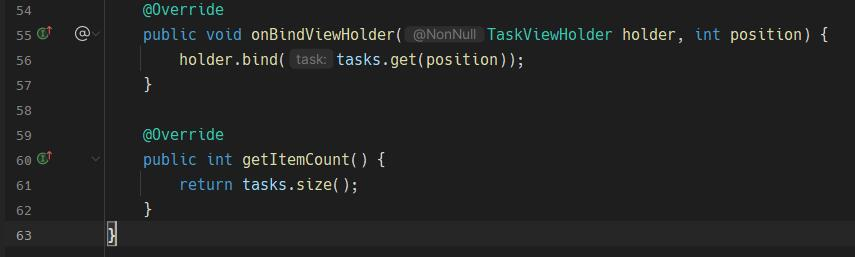 54 @Override
55 @ public void onBindViewHolder( @NonNull TaskViewHolder holder, int position) {
56 holder.bind( task: tasks.get(position));
57 }
58
59 @Override
60 public int getItemCount() {
61 return tasks.size();
62 }
63 }